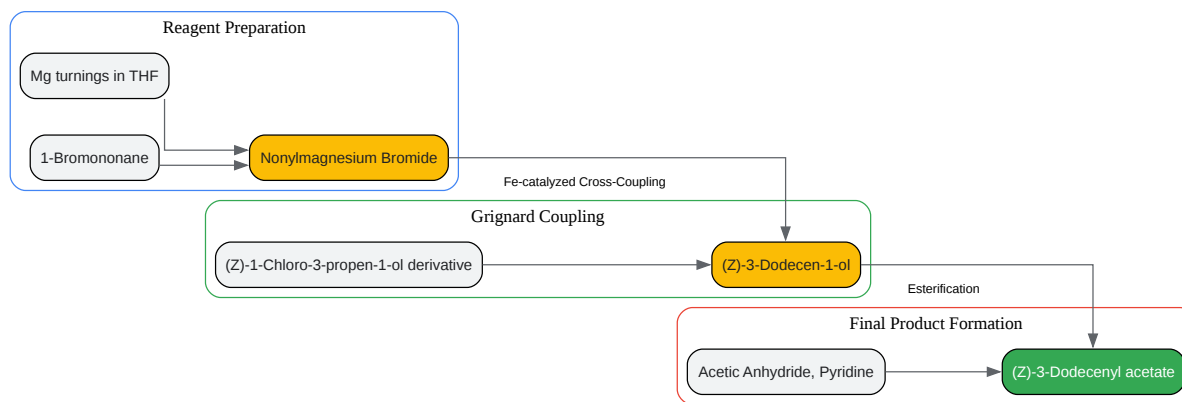 Reagent Preparation
Mg turnings in THF
1-Bromononane
Nonylmagnesium Bromide
Fe-catalyzed Cross-Coupling
Grignard Coupling
(Z)-1-Chloro-3-propen-1-ol derivative
(Z)-3-Dodecen-1-ol
Esterification
Final Product Formation
Acetic Anhydride, Pyridine
(Z)-3-Dodecenyl acetate